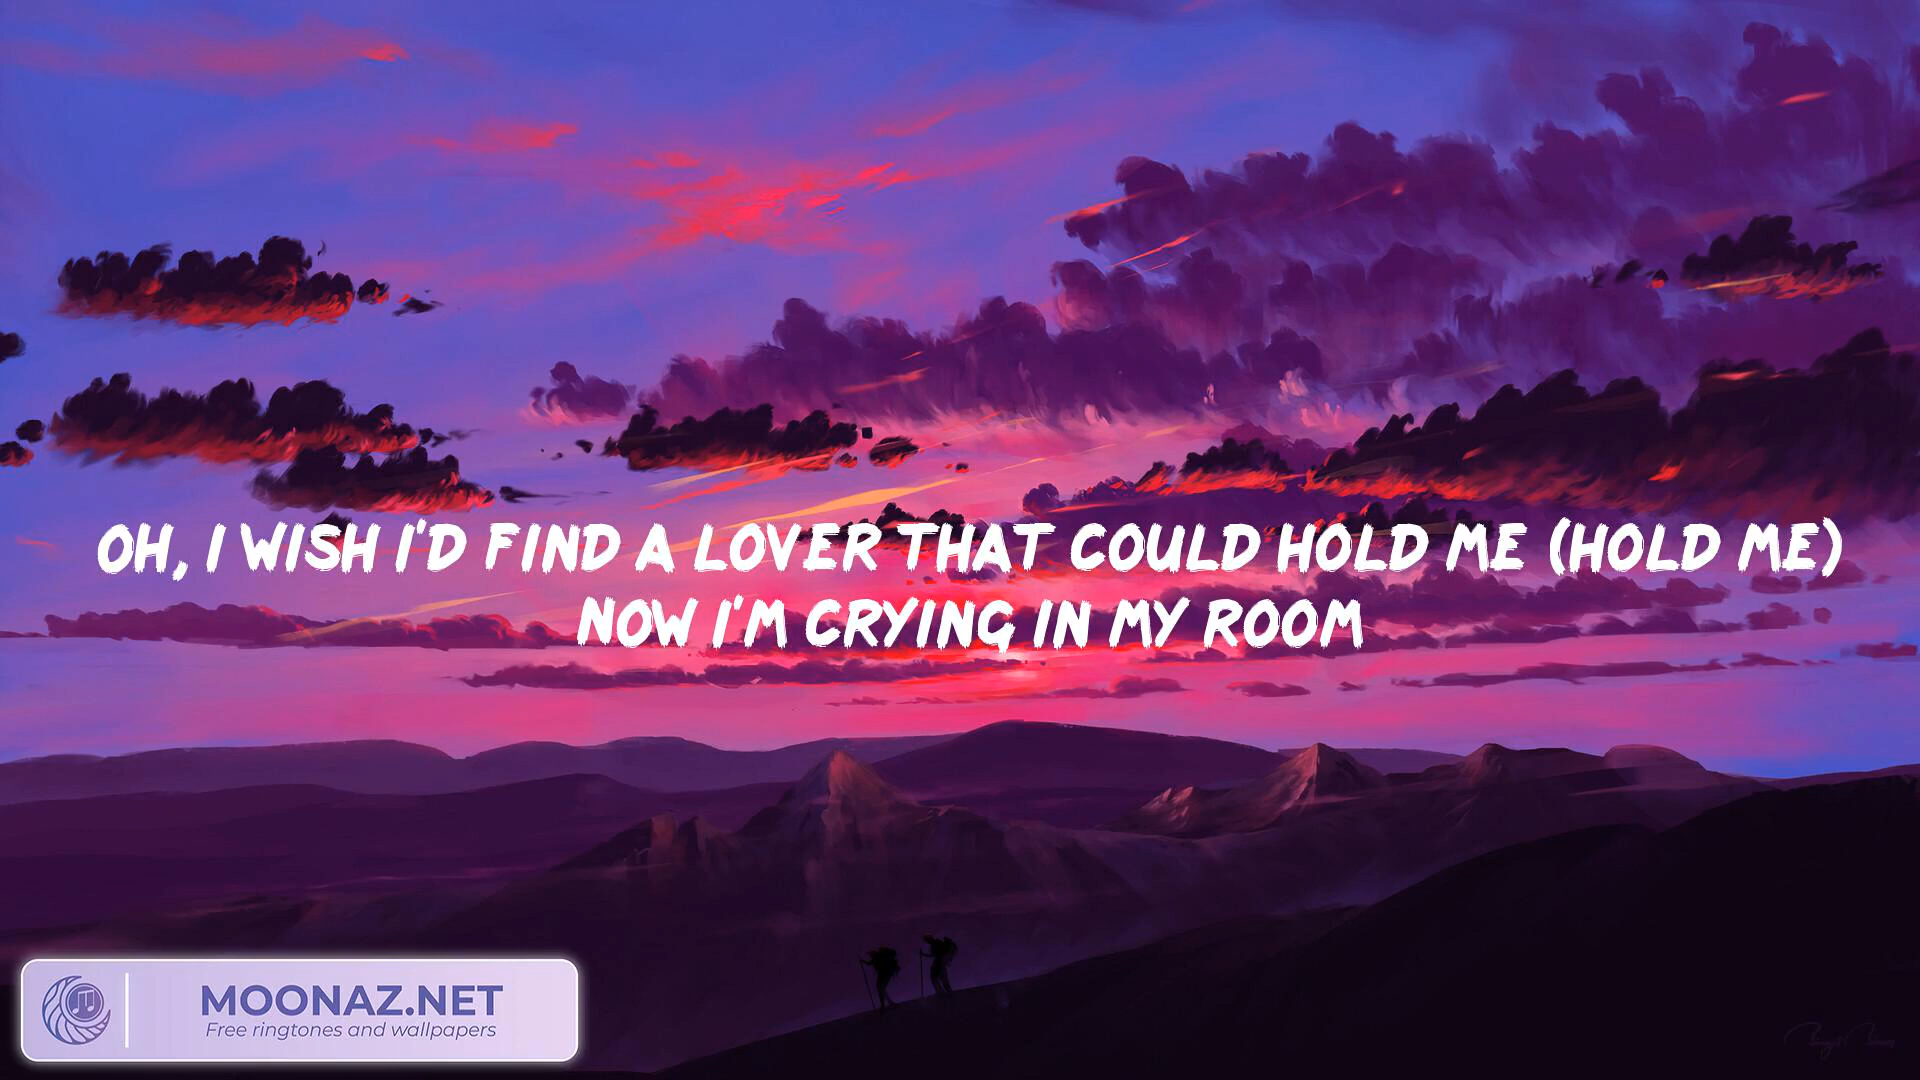 OH, I WISH I'D FIND A LOVER THAT COULD HOLD ME (HOLD ME)
NOW I'M CRYING IN MY ROOM
MOONAZ.NET
Free ringtones and wallpapers